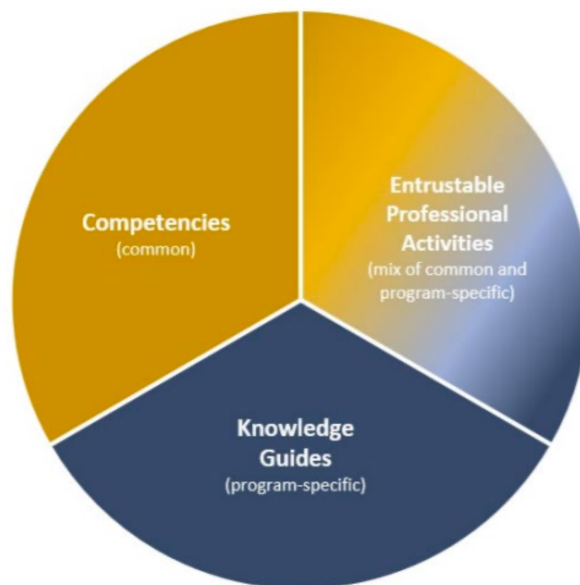 Competencies
(common)
Entrustable
Professional
Activities
(mix of common and
program-specific)
Knowledge
Guides
(program-specific)